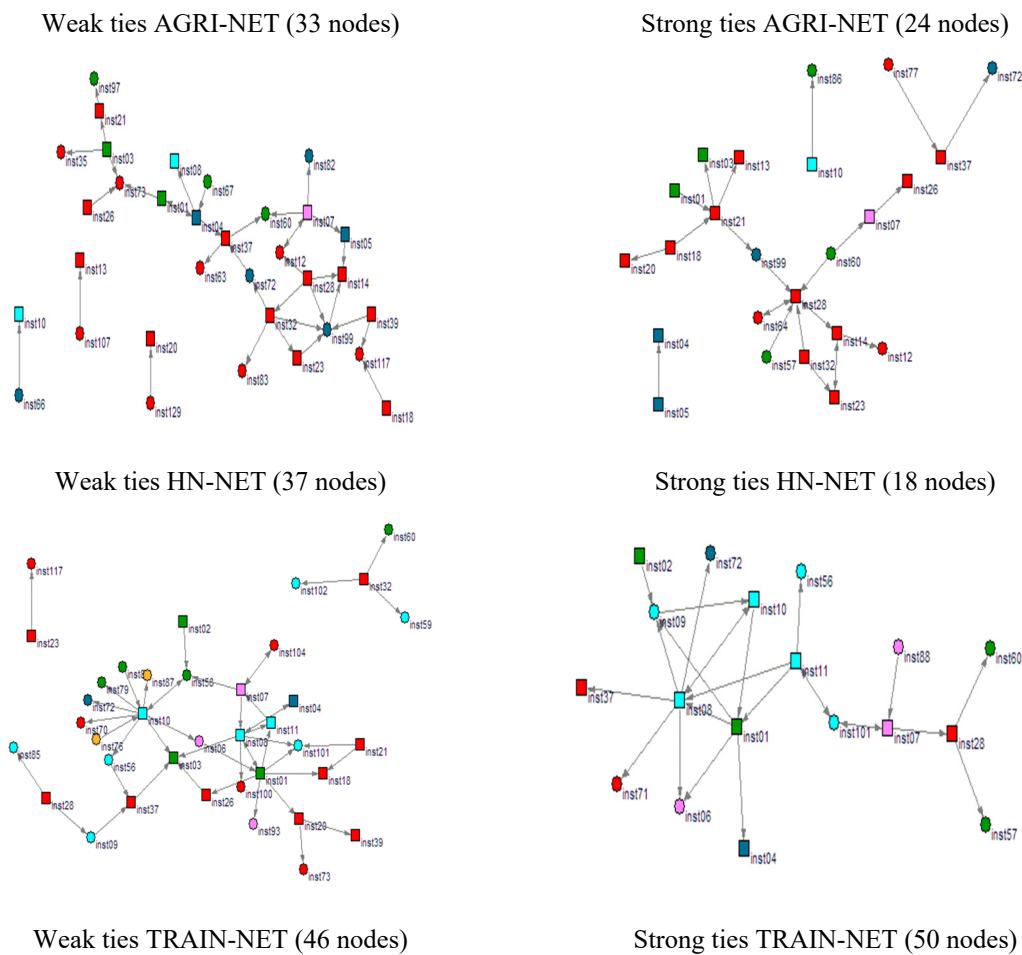 Weak ties AGRI-NET (33 nodes)
Strong ties AGRI-NET (24 nodes)
inst97
inst21
inst35
inst03
inst08
inst67
inst82
inst73
inst26
inst01
inst04
inst60
inst07
inst37
inst05
inst63
inst12
inst13
inst72
inst28
inst14
inst10
inst32
inst99
inst39
inst107
inst20
inst23
inst117
inst83
inst66
inst129
inst18
inst86
inst77
inst72
inst03
inst13
inst10
inst37
inst01
inst26
inst21
inst07
inst18
inst20
inst99
inst60
inst28
inst64
inst04
inst14
inst12
inst57
inst32
inst05
inst23
Weak ties HN-NET (37 nodes)
Strong ties HN-NET (18 nodes)
inst60
inst117
inst102
inst32
inst59
inst23
inst02
inst104
inst87
inst58
inst79
inst07
inst72
inst04
inst10
inst11
inst70
inst76
inst06
inst08
inst101
inst21
inst85
inst56
inst03
inst01
inst18
inst100
inst28
inst37
inst26
inst93
inst20
inst39
inst09
inst73
inst02
inst72
inst56
inst10
inst09
inst11
inst88
inst60
inst37
inst08
inst01
inst101
inst07
inst28
inst71
inst06
inst04
inst57
Weak ties TRAIN-NET (46 nodes)
Strong ties TRAIN-NET (50 nodes)